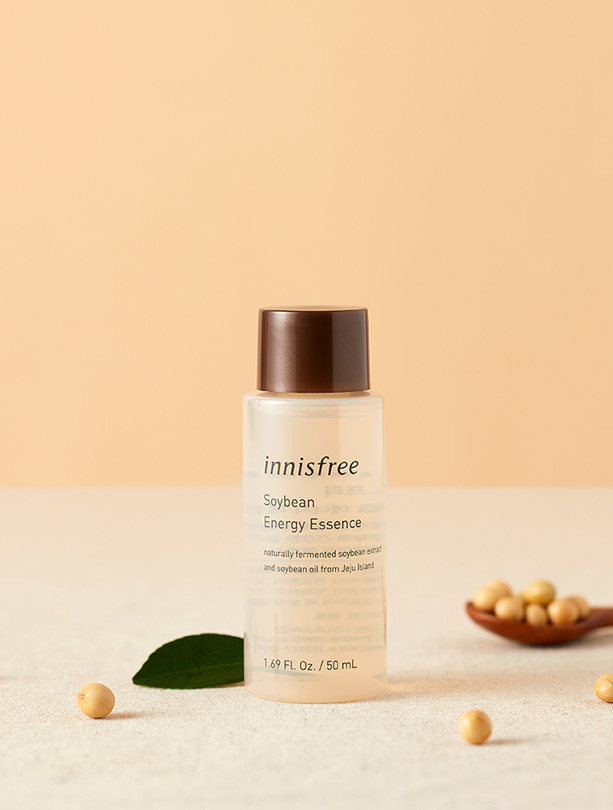 innisfree
Soybean
Energy Essence
naturally fermented soybean extract
and soybean oil from Jeju Island
1.69 Fl. Oz. / 50 mL